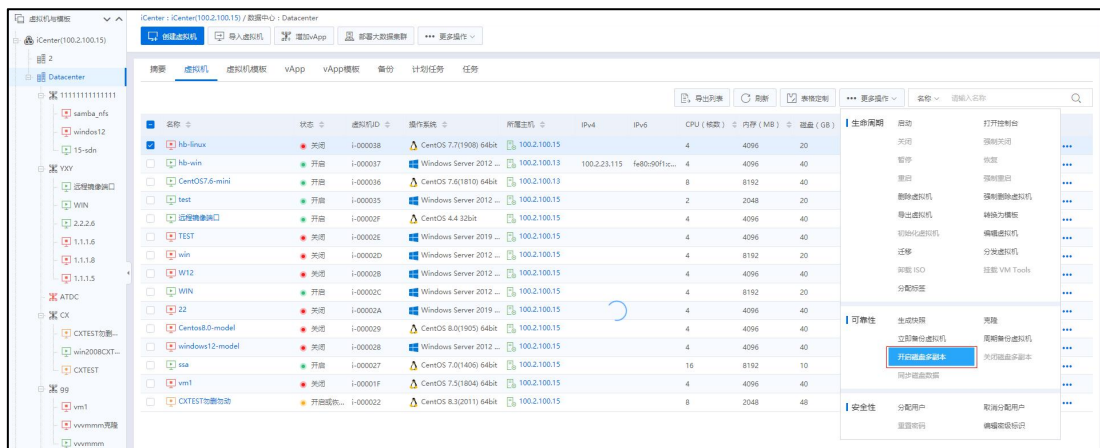 虚拟机与模板
iCenter(100.2.100.15)
2
Datacenter
11111111111111
samba_nfs
windos12
15-sdn
YXY
远程镜像端口
WIN
2.2.2.6
1.1.1.6
1.1.1.8
1.1.1.5
ATDC
CX
CXTEST勿删...
win2008CXT...
CXTEST
gg
vm1
vvvmmm克隆
vvvmmm
iCenter : iCenter(100.2.100.15) / 数据中心 : Datacenter
创建虚拟机 导入虚拟机 增加vApp 部署大数据集群 ••• 更多操作
摘要 虚拟机 虚拟机模板 vApp vApp模板 备份 计划任务 任务
导出列表 刷新 表格定制 ••• 更多操作 名称 请输入名称
名称 状态 虚拟机ID 操作系统 所属主机 IPv4 IPv6 CPU（核数） 内存（MB） 磁盘（GB）
hb-linux 关闭 i-000038 CentOS 7.7(1908) 64bit 100.2.100.15 4 4096 20
hb-win 开启 i-000037 Windows Server 2012 ... 100.2.100.13 100.2.23.115 fe80::90f1:c... 4 4096 40
CentOS7.6-mini 开启 i-000036 CentOS 7.6(1810) 64bit 100.2.100.13 8 8192 40
test 开启 i-000035 Windows Server 2012 ... 100.2.100.15 2 2048 20
远程镜像端口 开启 i-00002F CentOS 4.4 32bit 100.2.100.15 4 4096 40
TEST 关闭 i-00002E Windows Server 2019 ... 100.2.100.15 4 4096 40
win 关闭 i-00002D Windows Server 2012 ... 100.2.100.15 4 8192 20
W12 关闭 i-00002B Windows Server 2012 ... 100.2.100.15 4 4096 40
WIN 开启 i-00002C Windows Server 2012 ... 100.2.100.15 4 8192 20
22 关闭 i-00002A Windows Server 2019 ... 100.2.100.15 4 4096 40
Centos8.0-model 关闭 i-000029 CentOS 8.0(1905) 64bit 100.2.100.15 4 4096 40
windows12-model 关闭 i-000028 Windows Server 2012 ... 100.2.100.15 4 4096 40
ssa 开启 i-000027 CentOS 7.0(1406) 64bit 100.2.100.15 16 8192 10
vm1 关闭 i-00001F CentOS 7.5(1804) 64bit 100.2.100.15 4 4096 40
CXTEST勿删勿动 开启或恢... i-000022 CentOS 8.3(2011) 64bit 100.2.100.15 8 2048 48
生命周期 启动 打开控制台
关闭 强制关闭
暂停 恢复
重启 强制重启
删除虚拟机 强制删除虚拟机
导出虚拟机 转换为模板
初始化虚拟机 编辑虚拟机
迁移 分发虚拟机
卸载 ISO 挂载 VM Tools
分配标签
可靠性 生成快照 克隆
立即备份虚拟机 周期备份虚拟机
开启磁盘多副本 关闭磁盘多副本
同步磁盘数据
安全性 分配用户 取消分配用户
重置密码 编辑密级标识